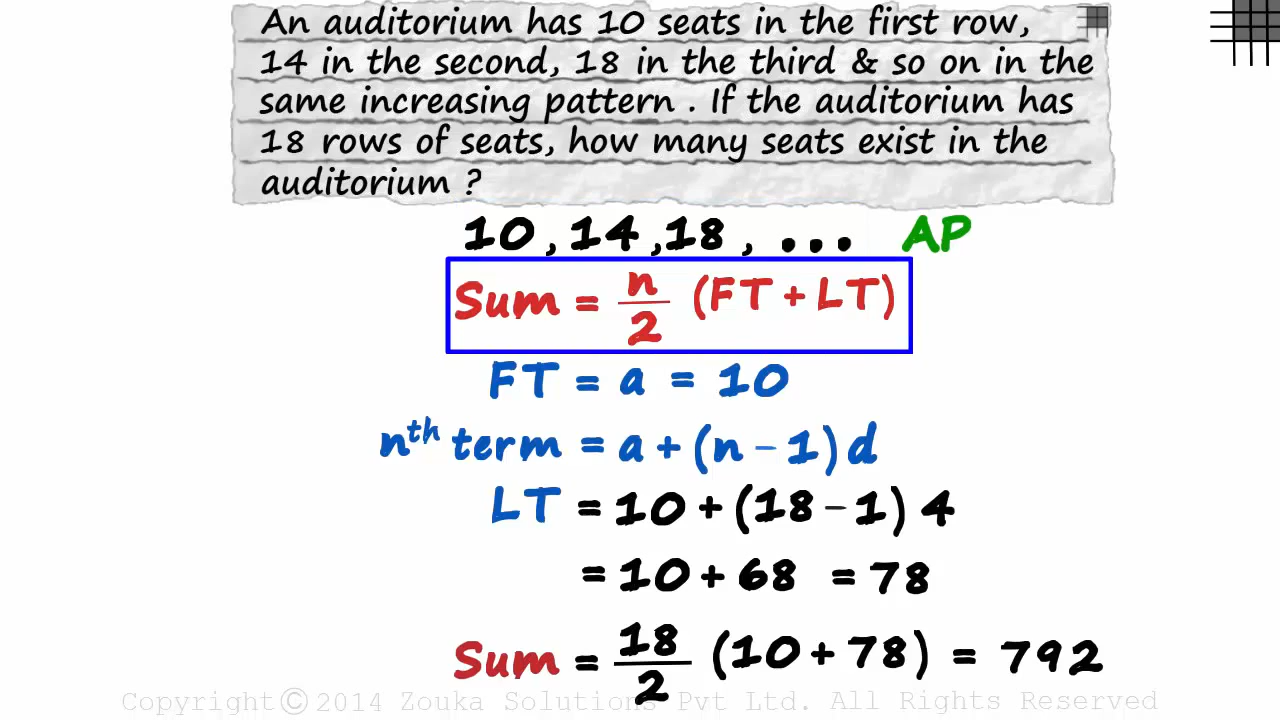 An auditorium has 10 seats in the first row,
14 in the second, 18 in the third & so on in the
same increasing pattern . If the auditorium has
18 rows of seats, how many seats exist in the
auditorium ?
10 , 14 , 18 , ... AP
Sum = n/2 (FT + LT)
FT = a = 10
nᵗʰ term = a + (n - 1) d
LT = 10 + (18 - 1) 4
= 10 + 68 = 78
Sum = 18/2 (10 + 78) = 792
Copyright© 2014 Zouka Solutions Pvt Ltd. All Rights Reserved